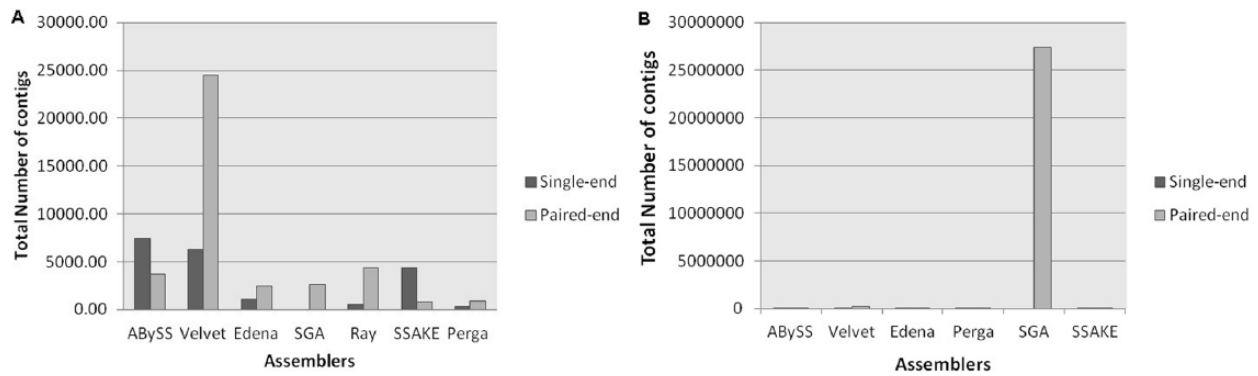 A
Total Number of contigs
30000.00
25000.00
20000.00
15000.00
10000.00
5000.00
0.00
ABySS Velvet Edena SGA Ray SSAKE Perga
Assemblers
Single-end
Paired-end
B
Total Number of contigs
30000000
25000000
20000000
15000000
10000000
5000000
0
ABySS Velvet Edena Perga SGA SSAKE
Assemblers
Single-end
Paired-end